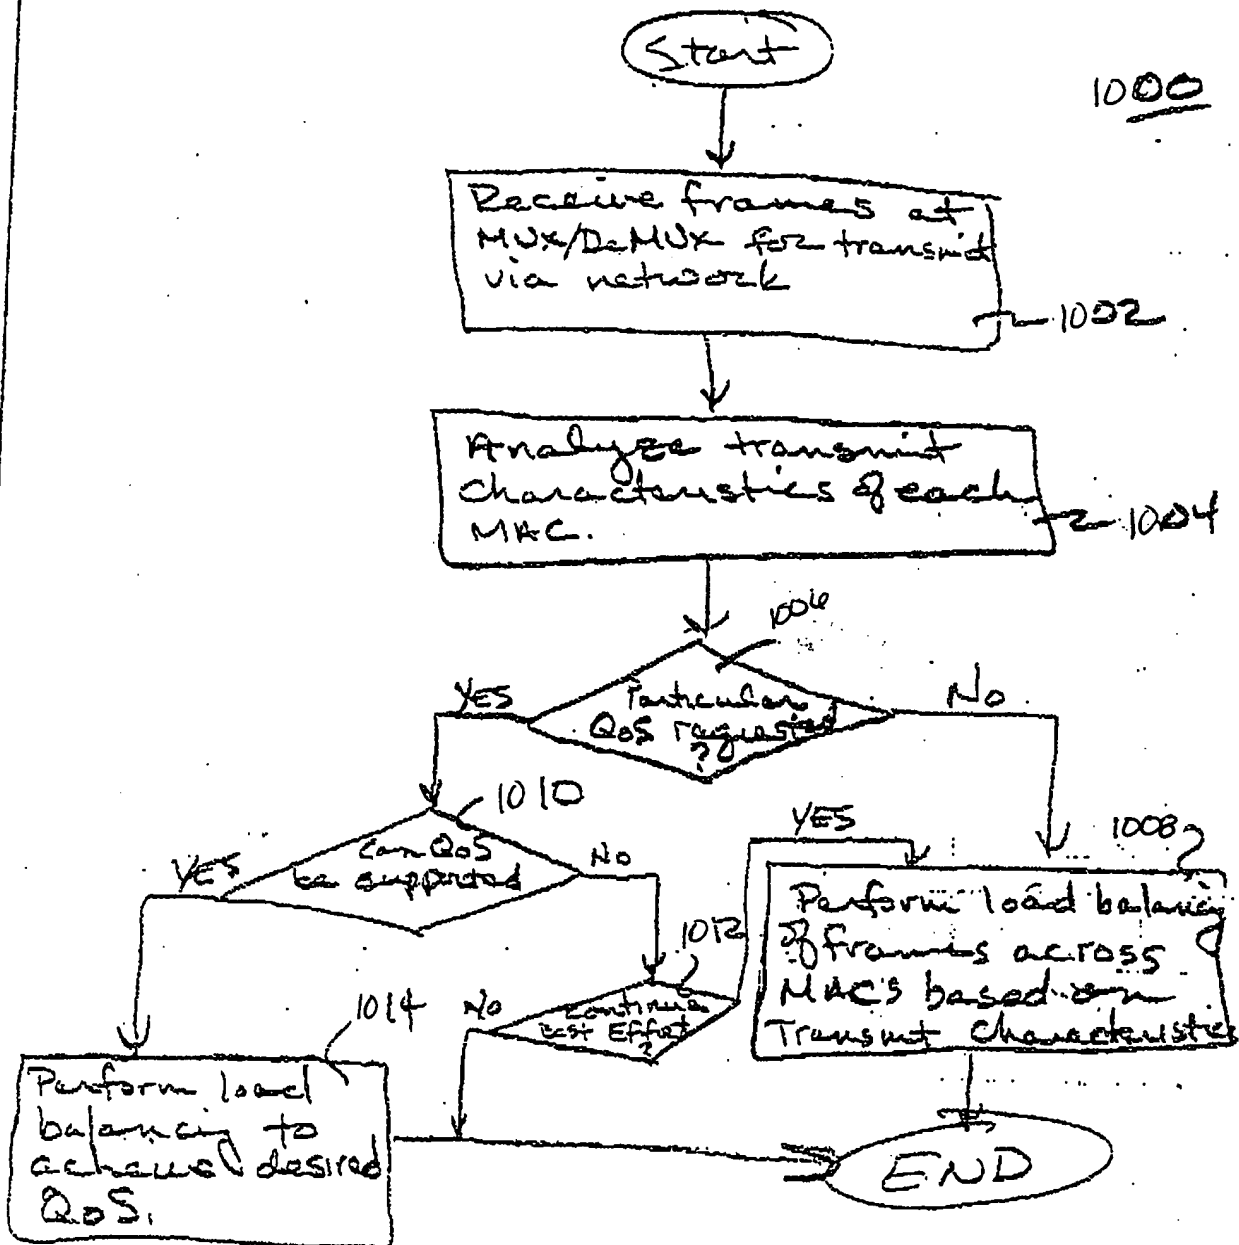 Start
1000
Receive frames at
MUX/DeMUX for transmit
via network
1002
Analyze transmit
characteristics of each
MAC.
1004
1006
Particular
QoS requested
?
YES
No
1010
Can QoS
be supported
YES
No
YES
1008
Perform load balancing
of frames across
MACs based on
Transmit Characteristics
1012
Continue
Best Effort
?
No
1014
Perform load
balancing to
achieve desired
QoS.
END